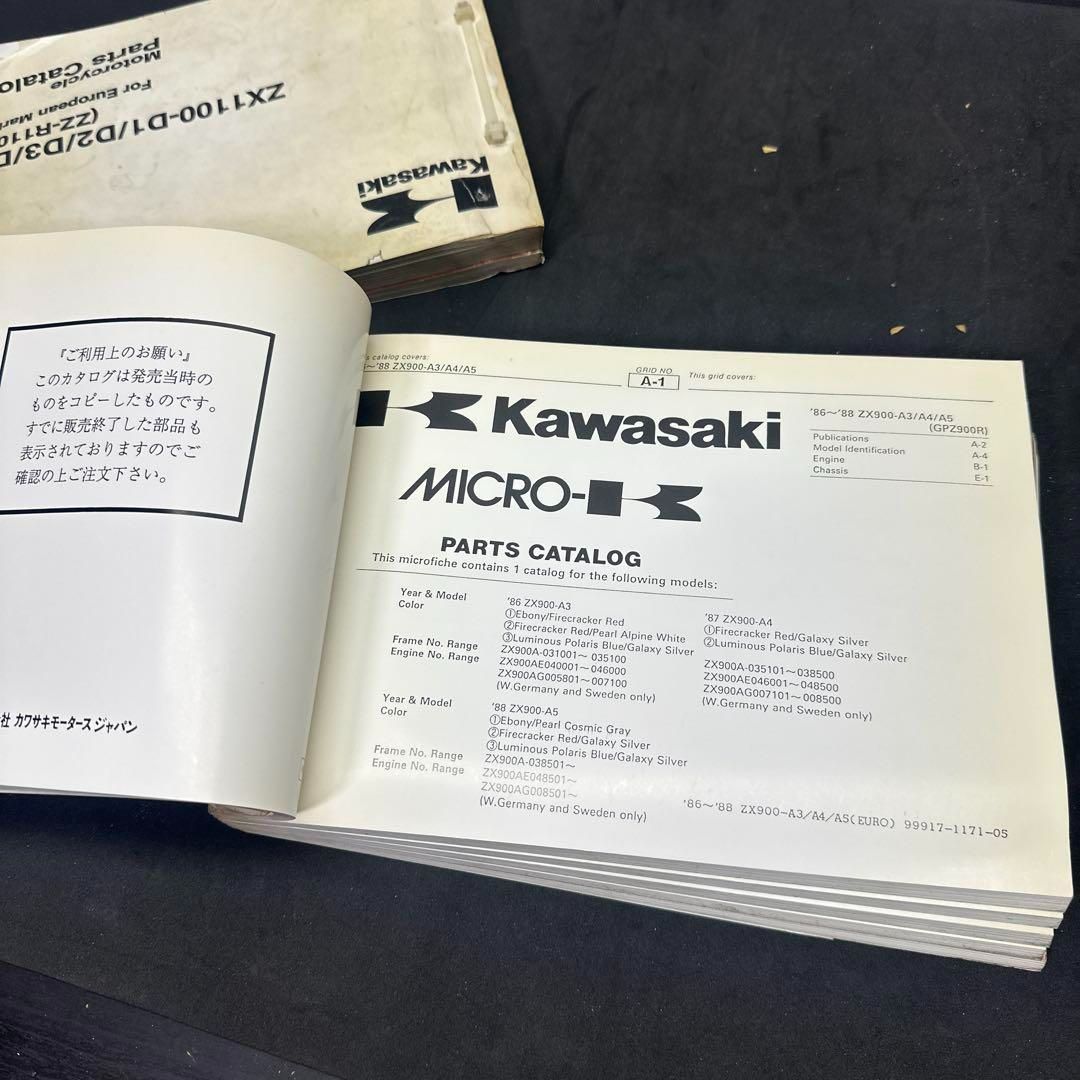 Kawasaki
ZX1100-D1/D2/D3/
For European
Motorcycle
Parts
『ご利用上のお願い』
このカタログは発売当時の
ものをコピーしたものです。
すでに販売終了した部品も
表示されておりますのでご
確認の上ご注文下さい。
社 カワサキモータース ジャパン
catalog covers:
'88 ZX900-A3/A4/A5
GRID NO.
A-1
This grid covers:
'86～'88 ZX900-A3/A4/A5
(GPZ900R)
Publications A-2
Model Identification A-4
Engine B-1
Chassis E-1
Kawasaki
MICRO-K
PARTS CATALOG
This microfiche contains 1 catalog for the following models:
Year & Model '86 ZX900-A3
Color ①Ebony/Firecracker Red
②Firecracker Red/Pearl Alpine White
③Luminous Polaris Blue/Galaxy Silver
Frame No. Range ZX900A-031001～035100
Engine No. Range ZX900AE040001～046000
ZX900AG005801～007100
(W.Germany and Sweden only)
'87 ZX900-A4
①Firecracker Red/Galaxy Silver
②Luminous Polaris Blue/Galaxy Silver
ZX900A-035101～038500
ZX900AE046001～048500
ZX900AG007101～008500
(W.Germany and Sweden only)
Year & Model '88 ZX900-A5
Color ①Ebony/Pearl Cosmic Gray
②Firecracker Red/Galaxy Silver
③Luminous Polaris Blue/Galaxy Silver
Frame No. Range ZX900A-038501～
Engine No. Range ZX900AE048501～
ZX900AG008501～
(W.Germany and Sweden only)
'86～'88 ZX900-A3/A4/A5(EURO) 99917-1171-05